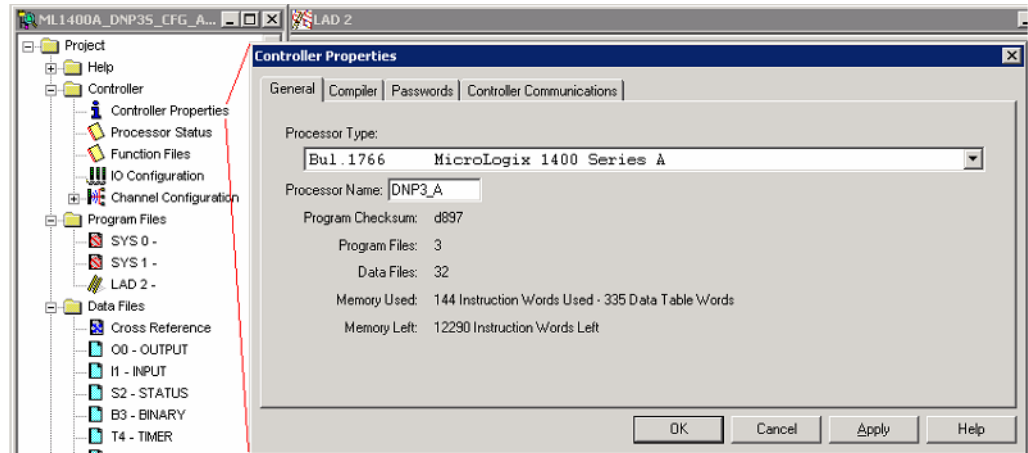 ML1400A_DNP3S_CFG_A...
LAD 2
Project
Help
Controller
Controller Properties
Processor Status
Function Files
IO Configuration
Channel Configuration
Program Files
SYS 0 -
SYS 1 -
LAD 2 -
Data Files
Cross Reference
O0 - OUTPUT
I1 - INPUT
S2 - STATUS
B3 - BINARY
T4 - TIMER
Controller Properties
General Compiler Passwords Controller Communications
Processor Type:
Bul.1766 MicroLogix 1400 Series A
Processor Name: DNP3_A
Program Checksum: d897
Program Files: 3
Data Files: 32
Memory Used: 144 Instruction Words Used - 335 Data Table Words
Memory Left: 12290 Instruction Words Left
OK Cancel Apply Help